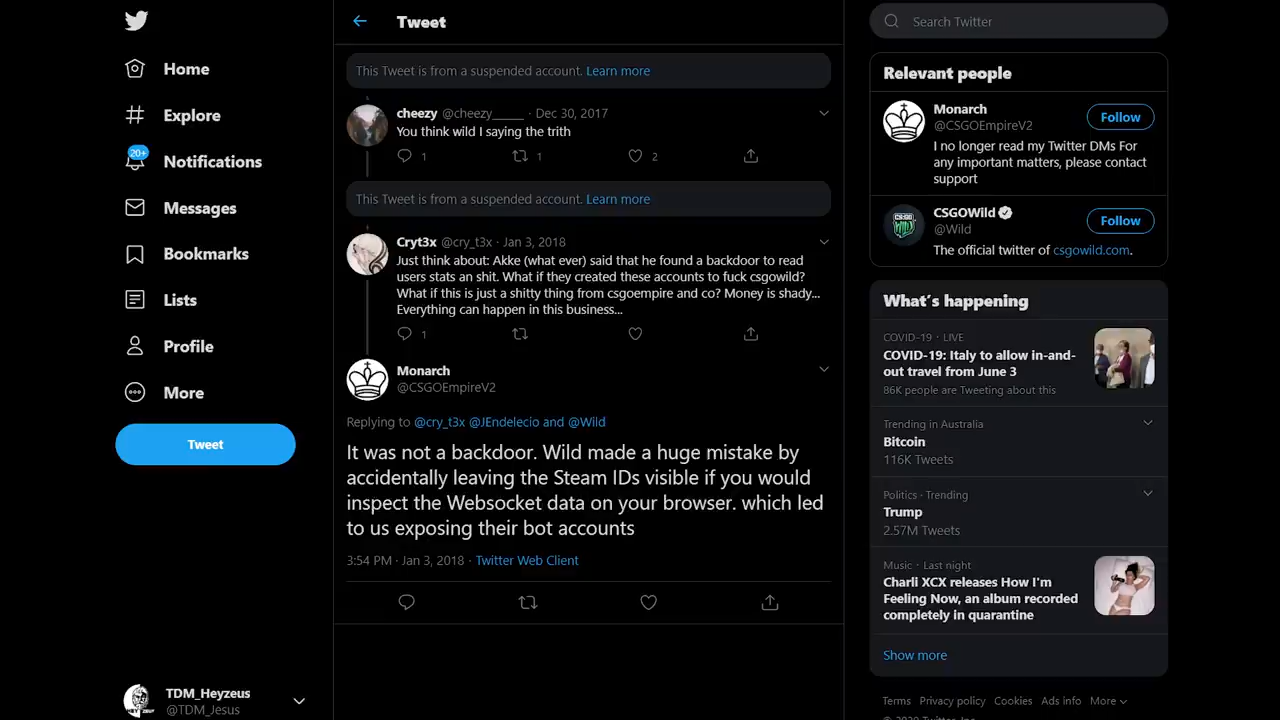 Home
Explore
20+
Notifications
Messages
Bookmarks
Lists
Profile
More
Tweet
TDM_Heyzeus
@TDM_Jesus
Tweet
This Tweet is from a suspended account. Learn more
cheezy @cheezy_____ · Dec 30, 2017
You think wild I saying the trith
1
1
2
This Tweet is from a suspended account. Learn more
Cryt3x @cry_t3x · Jan 3, 2018
Just think about: Akke (what ever) said that he found a backdoor to read
users stats an shit. What if they created these accounts to fuck csgowild?
What if this is just a shitty thing from csgoempire and co? Money is shady...
Everything can happen in this business...
1
Monarch
@CSGOEmpireV2
Replying to @cry_t3x @JEndelecio and @Wild
It was not a backdoor. Wild made a huge mistake by
accidentally leaving the Steam IDs visible if you would
inspect the Websocket data on your browser. which led
to us exposing their bot accounts
3:54 PM · Jan 3, 2018 · Twitter Web Client
Search Twitter
Relevant people
Monarch
@CSGOEmpireV2
Follow
I no longer read my Twitter DMs For
any important matters, please contact
support
CSGOWild
@Wild
Follow
The official twitter of csgowild.com.
What's happening
COVID-19 · LIVE
COVID-19: Italy to allow in-and-
out travel from June 3
86K people are Tweeting about this
Trending in Australia
Bitcoin
116K Tweets
Politics · Trending
Trump
2.57M Tweets
Music · Last night
Charli XCX releases How I'm
Feeling Now, an album recorded
completely in quarantine
Show more
Terms Privacy policy Cookies Ads info More